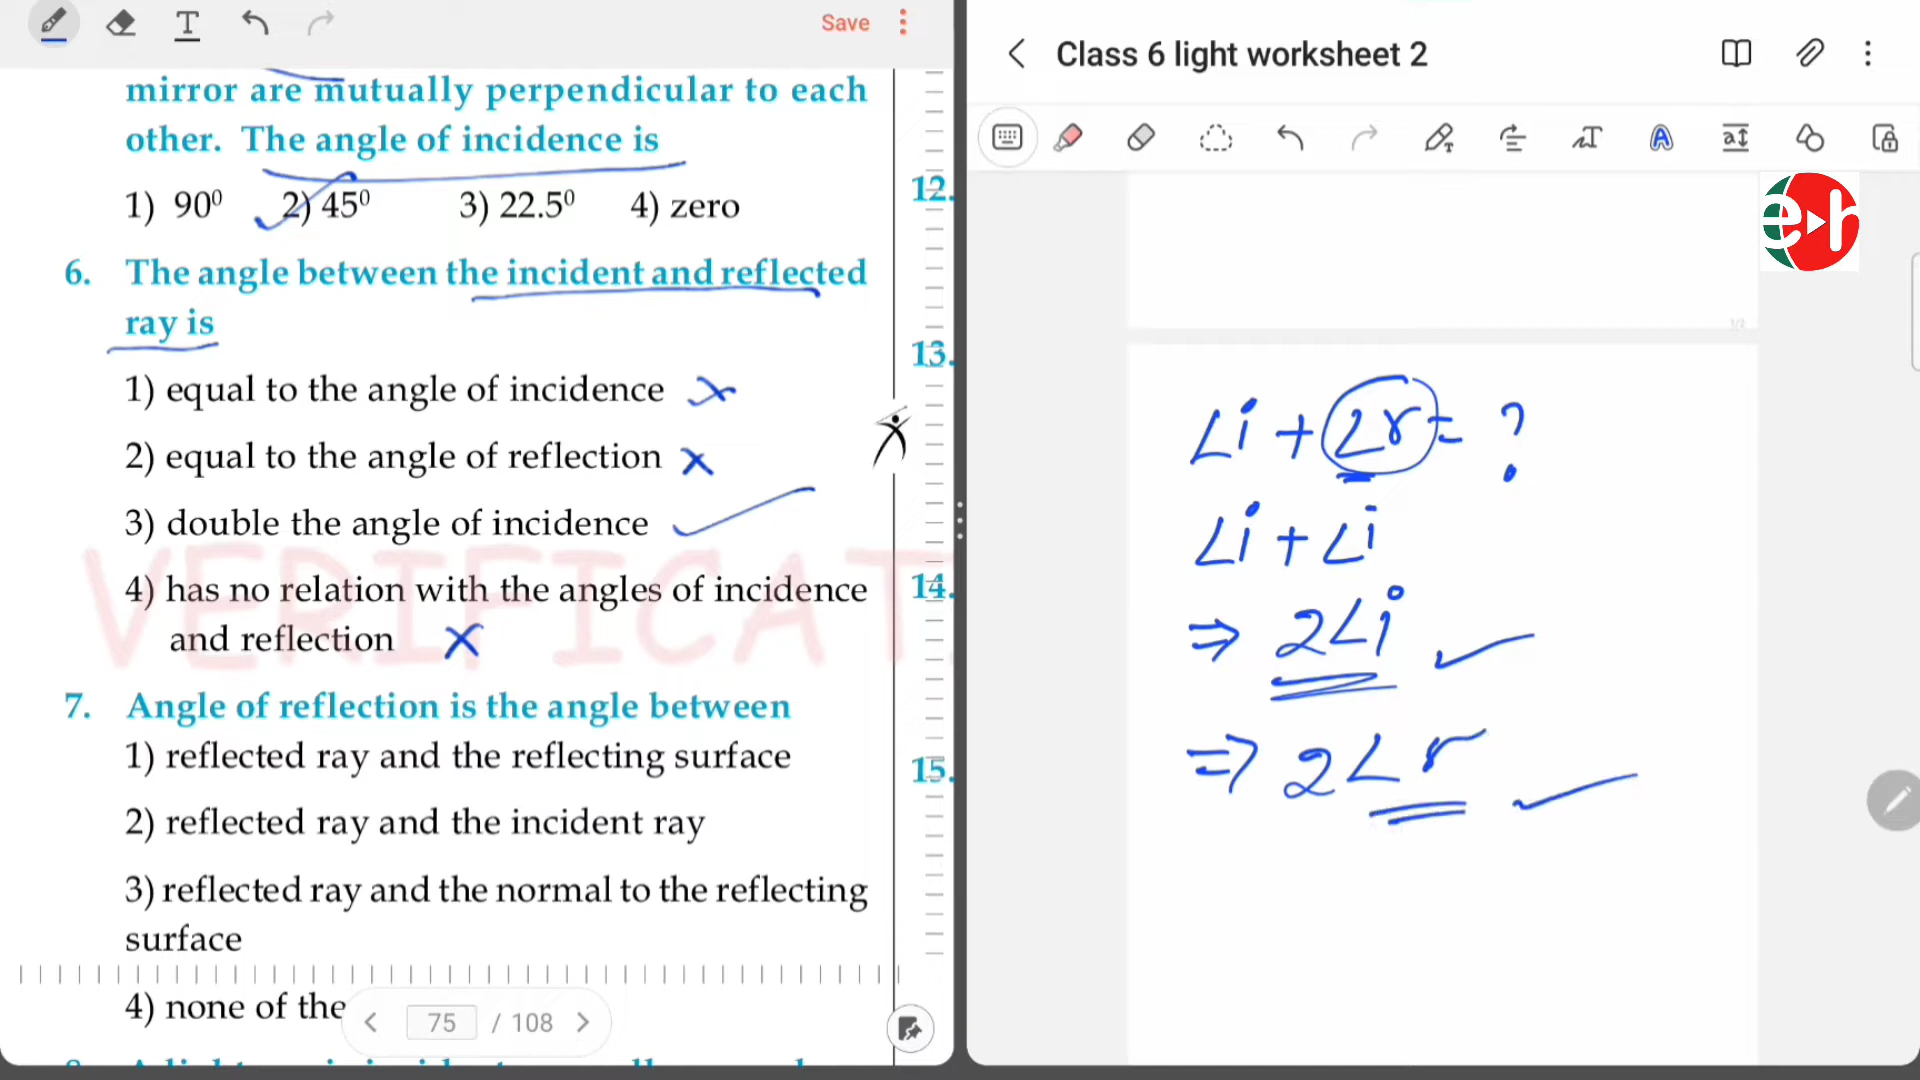 Save
mirror are mutually perpendicular to each
other. The angle of incidence is
1) 90⁰ 2) 45⁰ 3) 22.5⁰ 4) zero
6. The angle between the incident and reflected
ray is
1) equal to the angle of incidence
2) equal to the angle of reflection
3) double the angle of incidence
4) has no relation with the angles of incidence
and reflection
VERIFICAT
7. Angle of reflection is the angle between
1) reflected ray and the reflecting surface
2) reflected ray and the incident ray
3) reflected ray and the normal to the reflecting
surface
4) none of the
75 / 108
12.
13.
14.
15.
Class 6 light worksheet 2
e h
∠i + ∠r = ?
∠i + ∠i
⇒ 2∠i
⇒ 2∠r